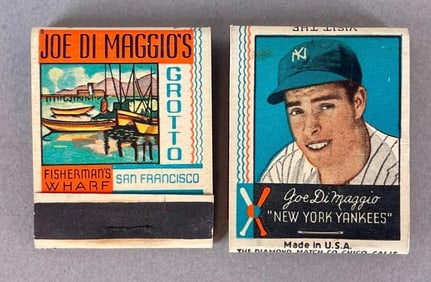 JOE DI MAGGIO'S
GROTTO
FISHERMAN'S
WHARF
SAN FRANCISCO
VISIT THE
NY
Joe DiMaggio
"NEW YORK YANKEES"
Made in U.S.A.
THE DIAMOND MATCH CO. CHICO, CALIF.